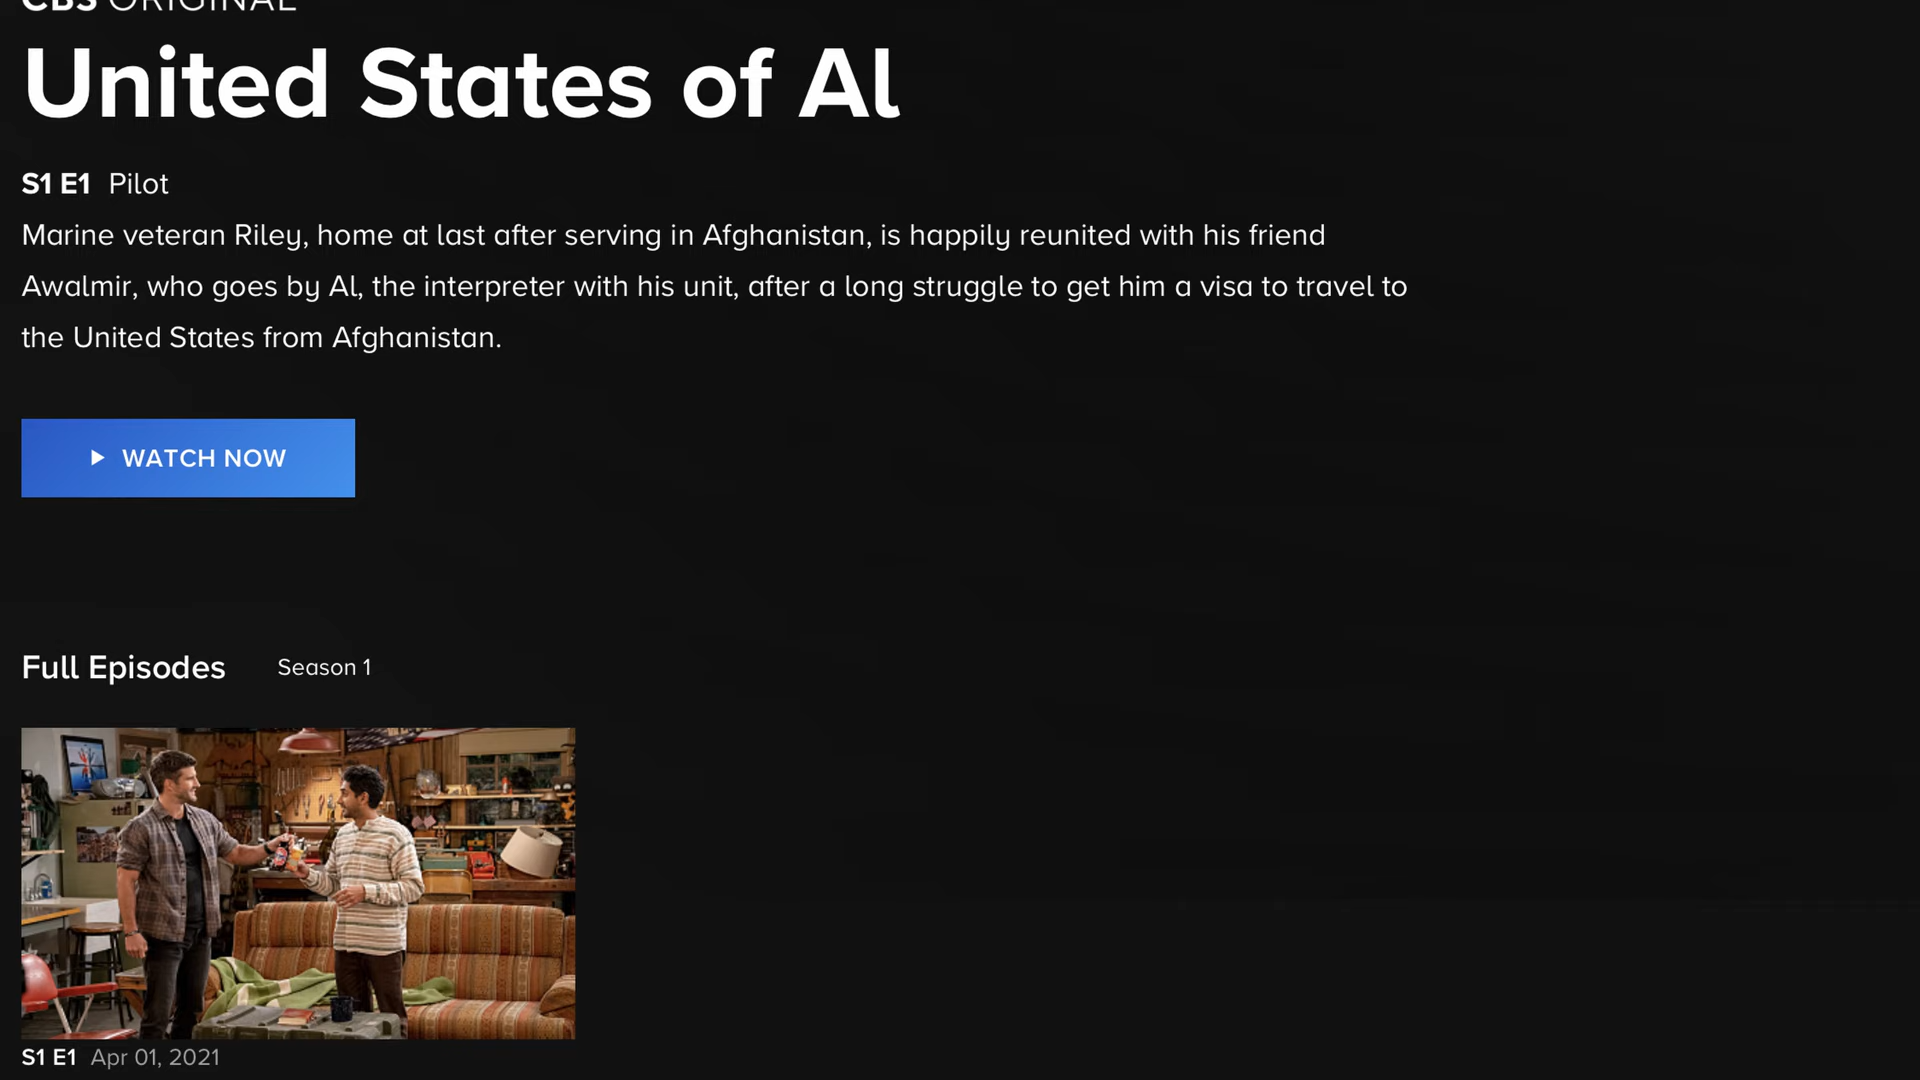 CBS ORIGINAL
United States of Al
S1 E1 Pilot
Marine veteran Riley, home at last after serving in Afghanistan, is happily reunited with his friend
Awalmir, who goes by Al, the interpreter with his unit, after a long struggle to get him a visa to travel to
the United States from Afghanistan.
WATCH NOW
Full Episodes Season 1
S1 E1 Apr 01, 2021